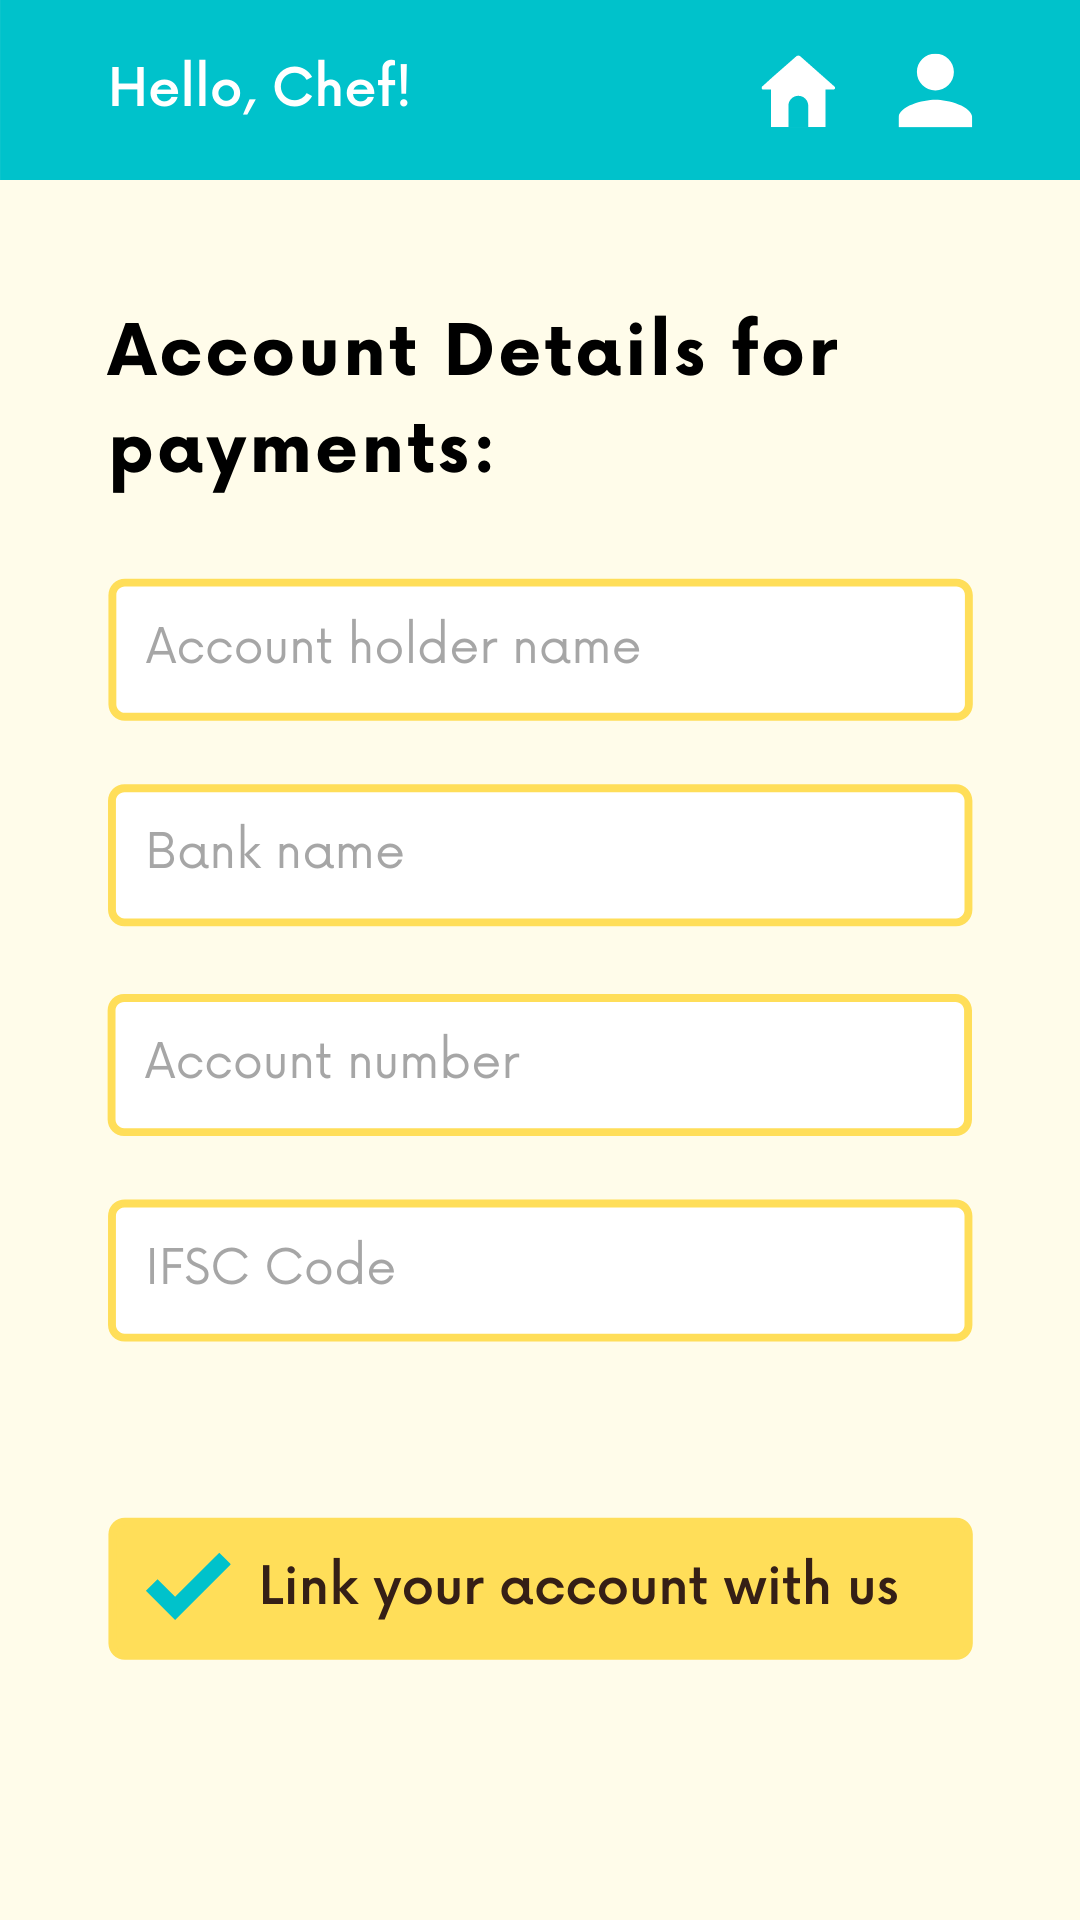 Hello, Chef!
Account Details for
payments:
Account holder name
Bank name
Account number
IFSC Code
Link your account with us